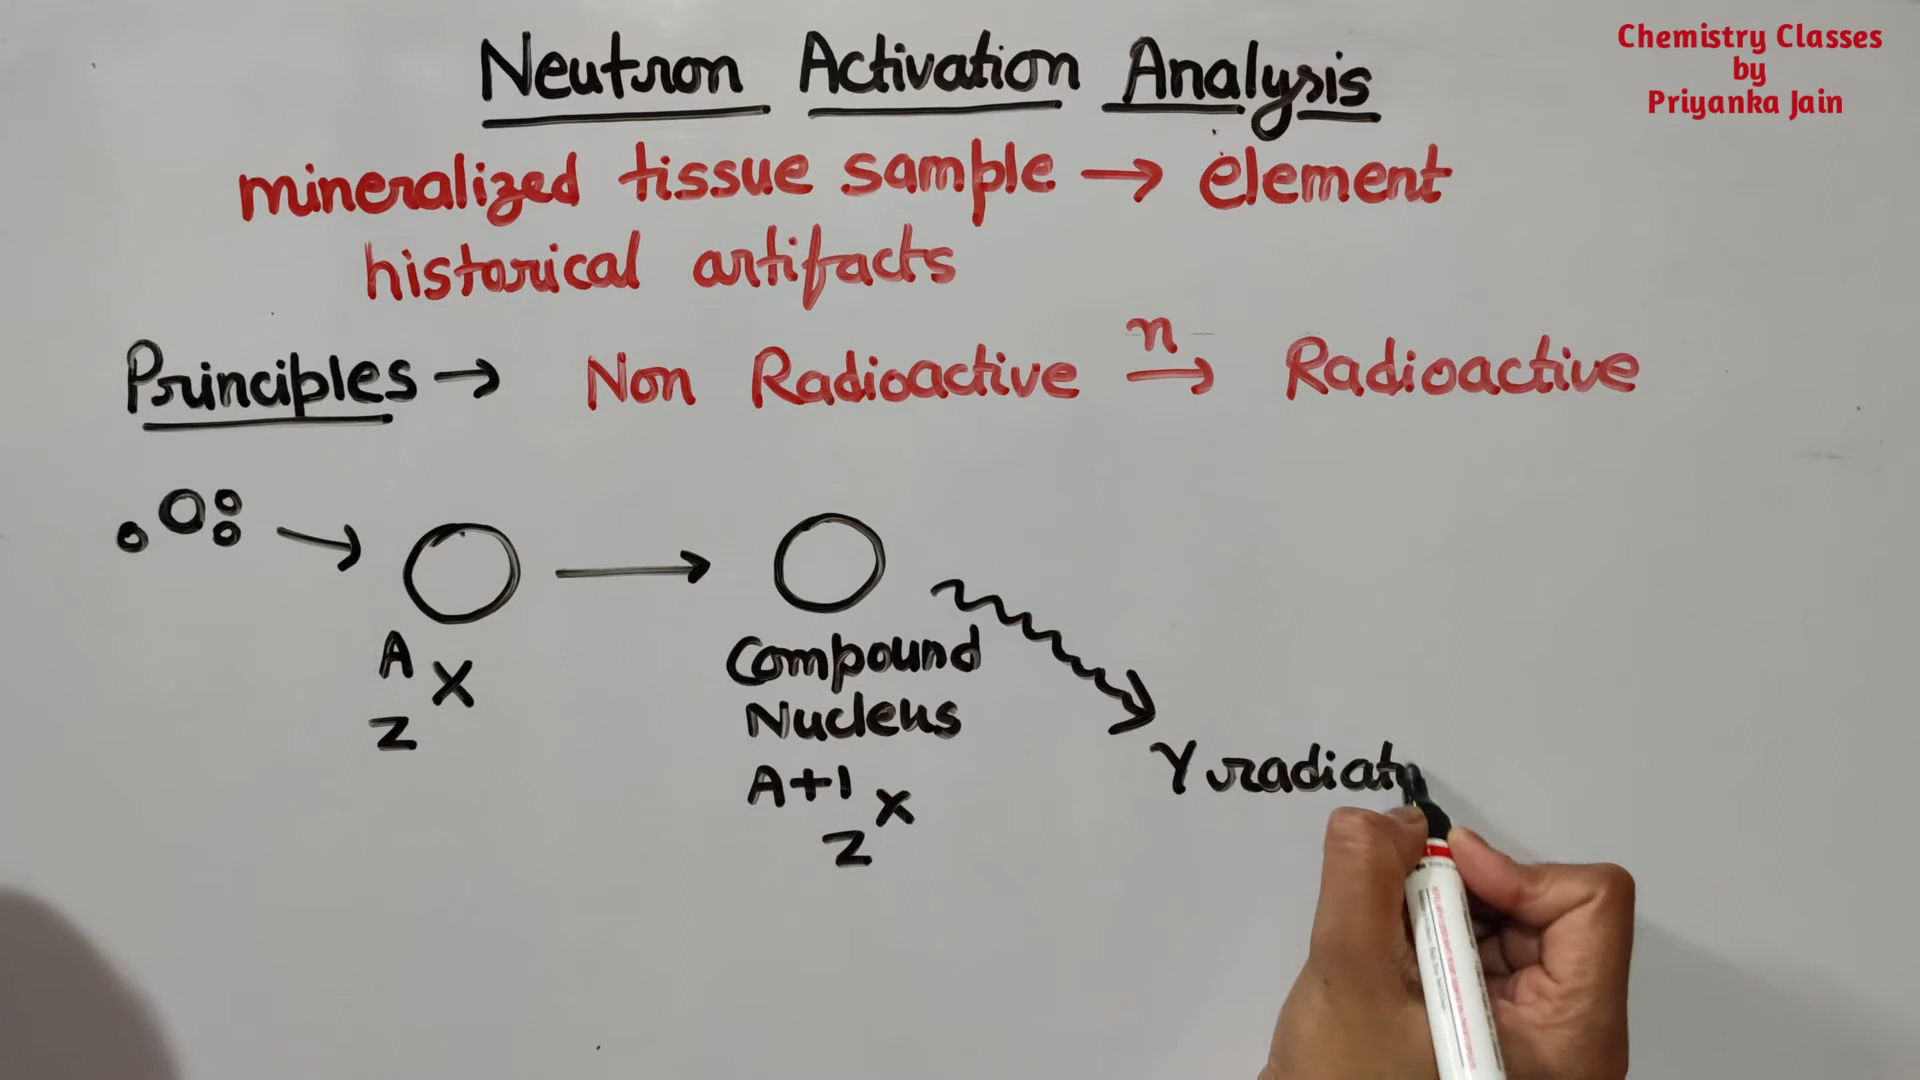 Chemistry Classes
by
Priyanka Jain
Neutron Activation Analysis
mineralized tissue sample → element
historical artifacts
Principles → Non Radioactive n → Radioactive
A
X
Z
Compound
Nucleus
A+1
X
Z
γ radiat